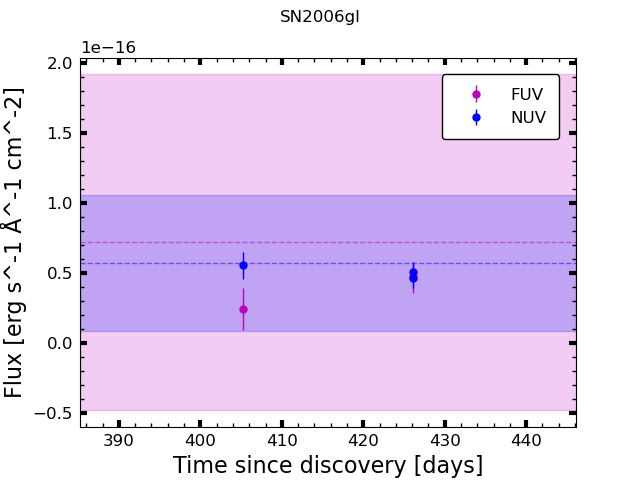 SN2006gl
1e−16
2.0
1.5
1.0
0.5
0.0
−0.5
Flux [erg s^-1 Å^-1 cm^-2]
FUV
NUV
390 400 410 420 430 440
Time since discovery [days]